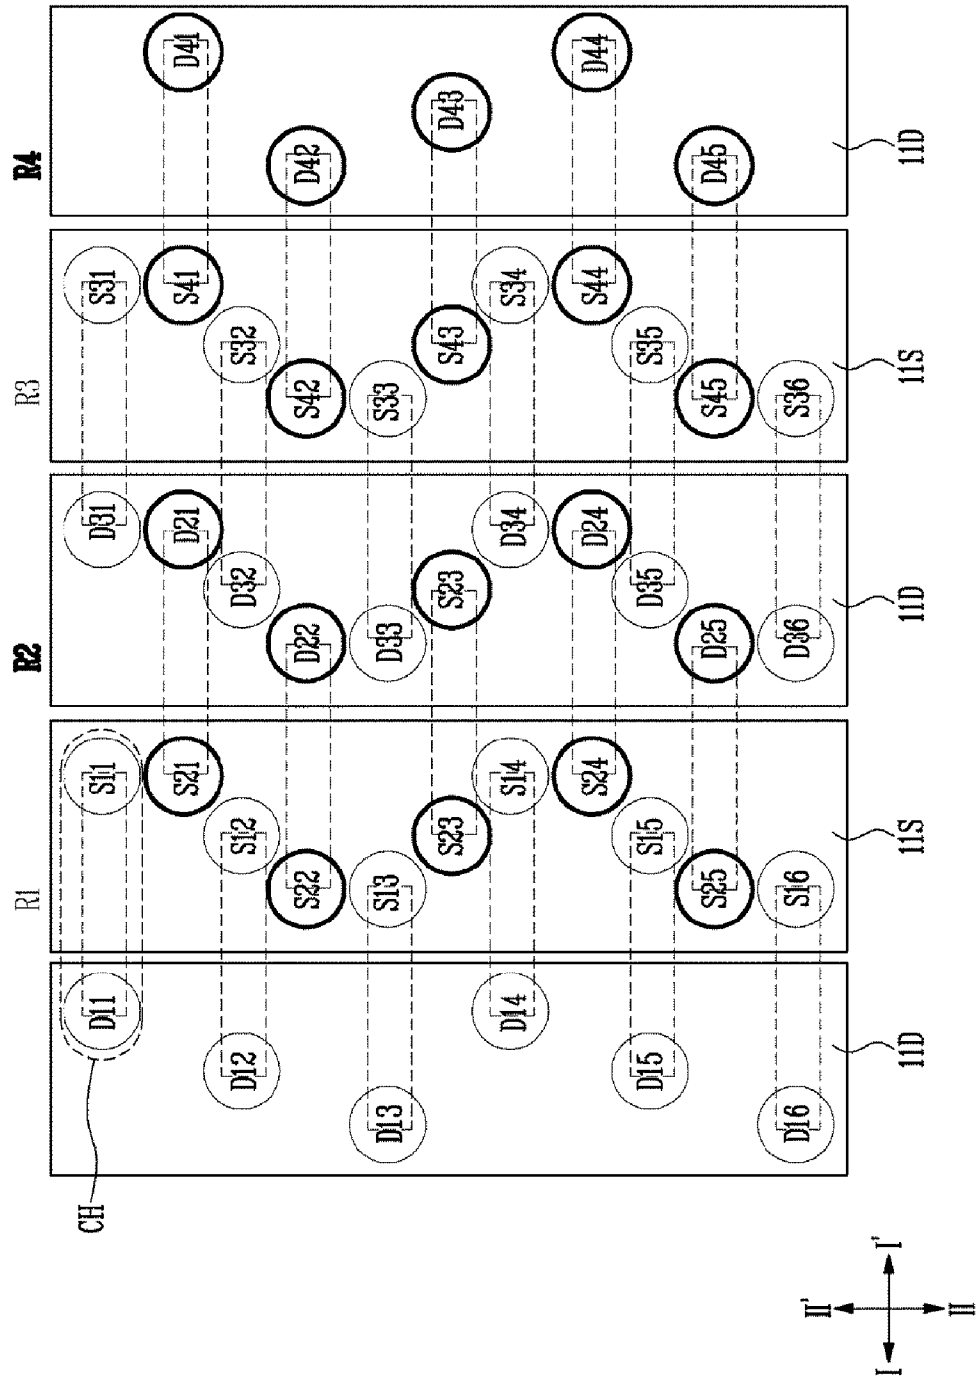 R1 R2 R3 R4
CH D11 S11 D31 S31
S21 D21 S41 D41
D12 S12 D32 S32
S22 D22 S42 D42
D13 S13 D33 S33
S23 S23 S43 D43
D14 S14 D34 S34
S24 D24 S44 D44
D15 S15 D35 S35
S25 D25 S45 D45
D16 S16 D36 S36
11D 11S 11D 11S 11D
II'
I
I'
II